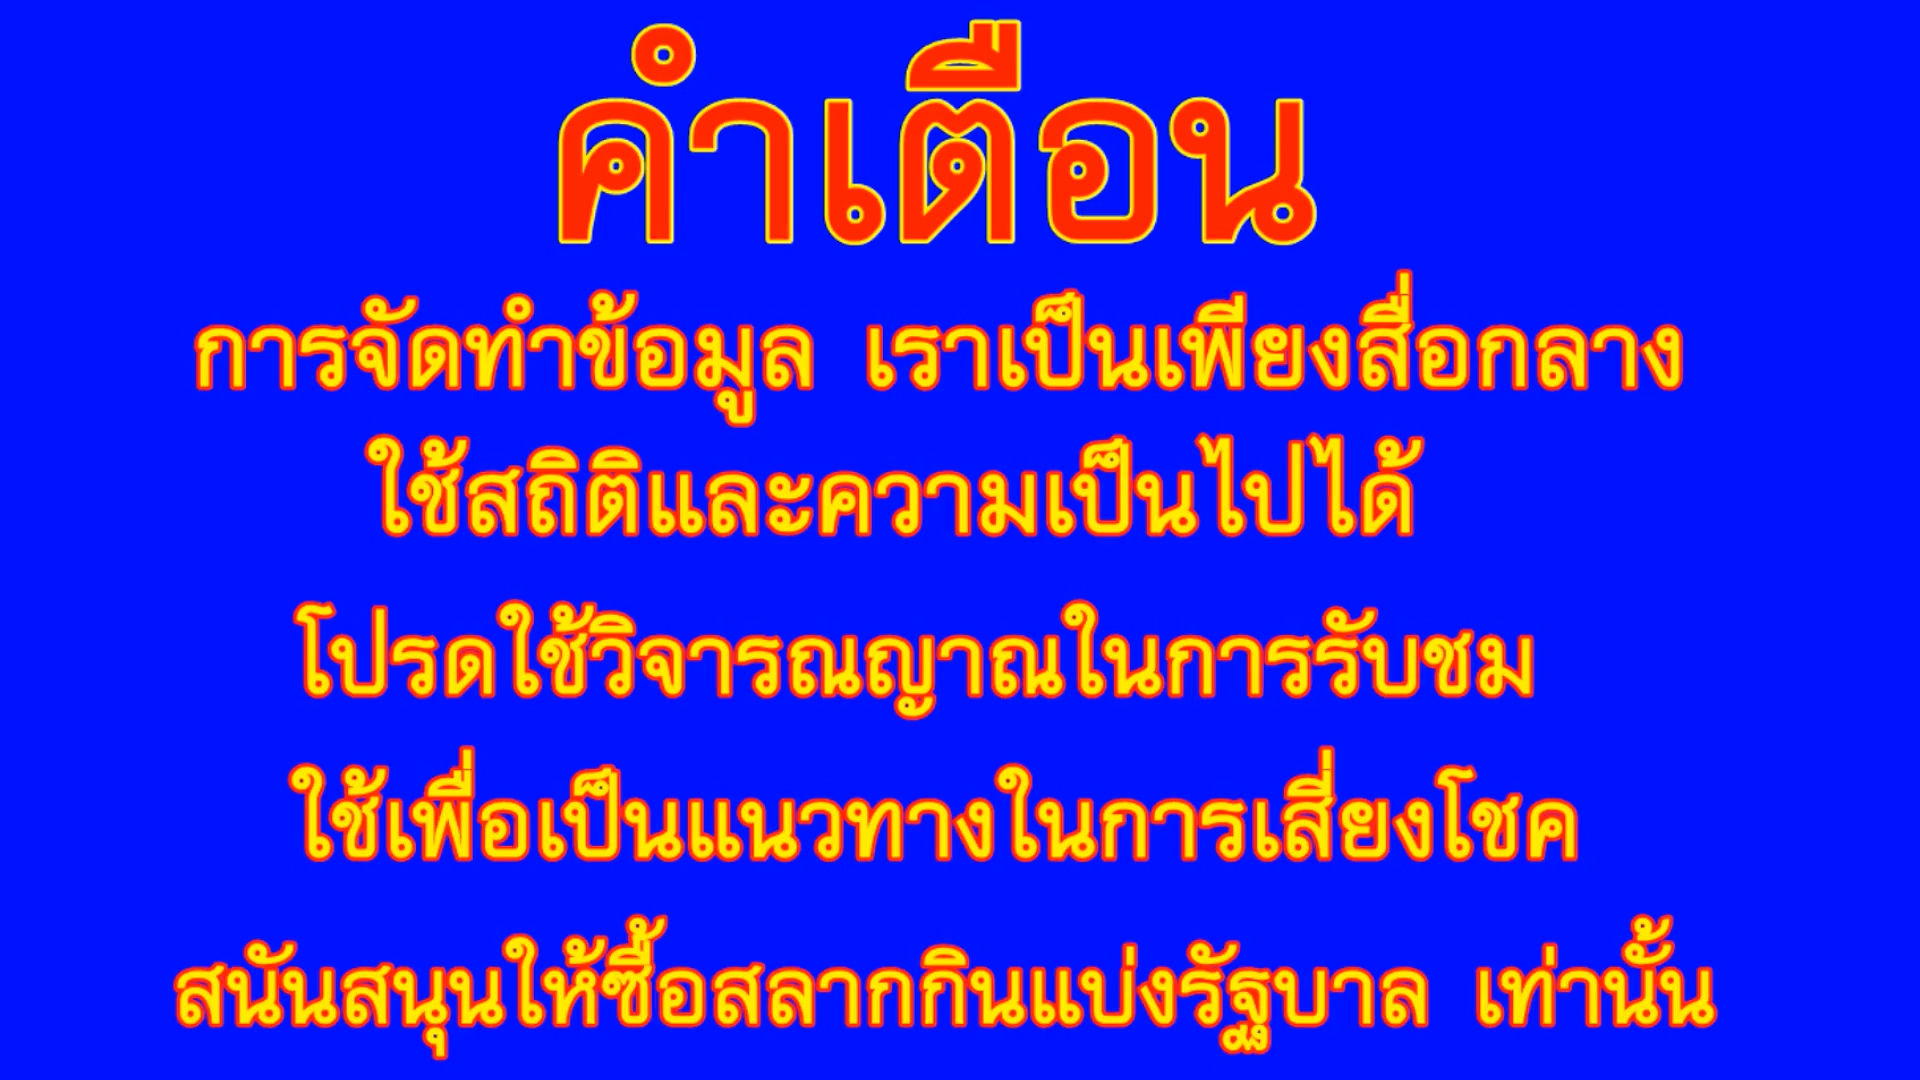 คำเตือน
การจัดทำข้อมูล เราเป็นเพียงสื่อกลาง
ใช้สถิติและความเป็นไปได้
โปรดใช้วิจารณญาณในการรับชม
ใช้เพื่อเป็นแนวทางในการเสี่ยงโชค
สนันสนุนให้ซื้อสลากกินแบ่งรัฐบาล เท่านั้น